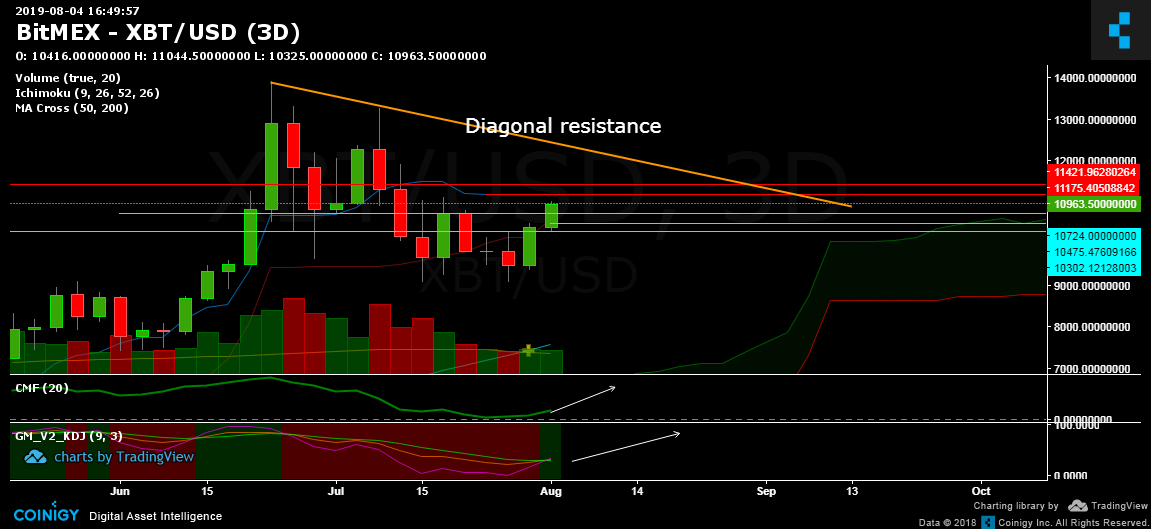 2019-08-04 16:49:57
BitMEX - XBT/USD (3D)
O: 10416.00000000 H: 11044.50000000 L: 10325.00000000 C: 10963.50000000
Volume (true, 20)
Ichimoku (9, 26, 52, 26)
MA Cross (50, 200)
Diagonal resistance
XBT/USD, 3D
XBT/USD
14000.00000000
13000.00000000
12000.00000000
11421.96280264
11175.40508842
10963.50000000
10724.00000000
10475.47609166
10302.12128003
9000.00000000
8000.00000000
7000.00000000
CMF (20)
0.00000000
100.0000
GM_V2_KDJ (9, 3)
charts by TradingView
0.0000
Jun 15 Jul 15 Aug 14 Sep 13 Oct
COINIGY Digital Asset Intelligence
Charting library by TradingView
Data © 2018 Coinigy Inc. All Rights Reserved.